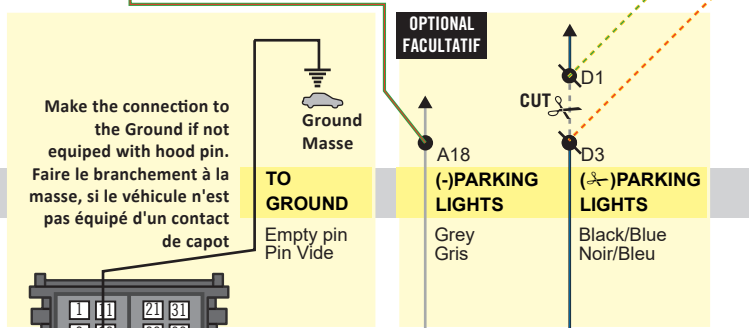 OPTIONAL
FACULTATIF
D1
CUT
Make the connection to
the Ground if not
equipped with hood pin.
Faire le branchement à la
masse, si le véhicule n'est
pas équipé d'un contact
de capot
Ground
Masse
A18
D3
TO
GROUND
(-)PARKING
LIGHTS
( )PARKING
LIGHTS
Empty pin
Pin Vide
Grey
Gris
Black/Blue
Noir/Bleu
1 11 21 31